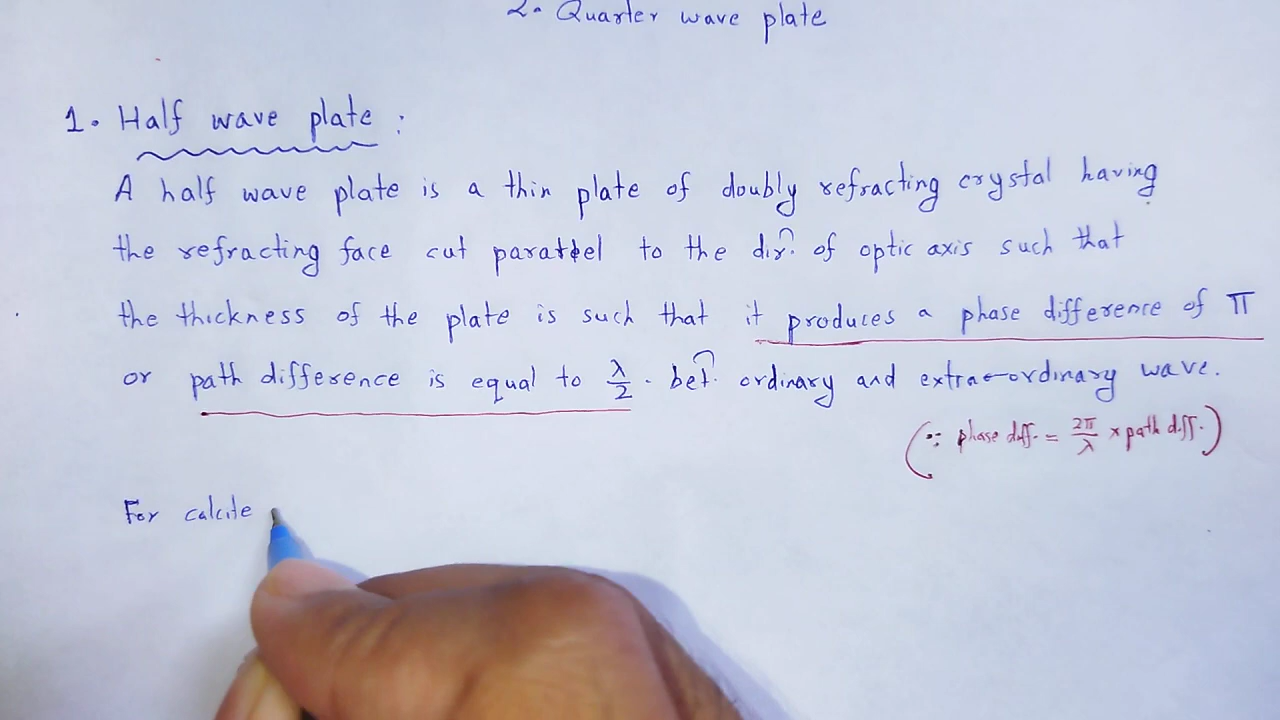 2. Quarter wave plate
1. Half wave plate :
A half wave plate is a thin plate of doubly refracting crystal having
the refracting face cut parallel to the dirⁿ. of optic axis such that
the thickness of the plate is such that it produces a phase difference of π
or path difference is equal to λ/2 . betⁿ. ordinary and extra-ordinary wave.
(∵ phase diff. = 2π/λ × path diff.)
For calcite